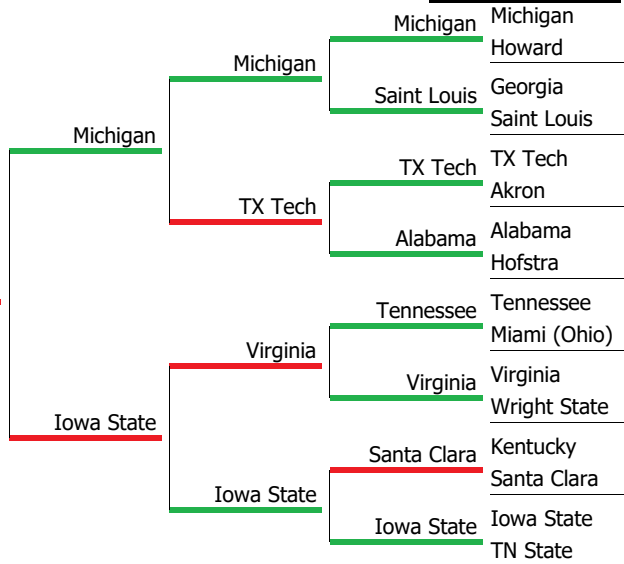 Michigan
Michigan
Howard
Michigan
Georgia
Saint Louis
Saint Louis
Michigan
TX Tech
TX Tech
Akron
TX Tech
Alabama
Alabama
Hofstra
Tennessee
Tennessee
Miami (Ohio)
Virginia
Virginia
Virginia
Wright State
Iowa State
Kentucky
Santa Clara
Santa Clara
Iowa State
Iowa State
Iowa State
TN State